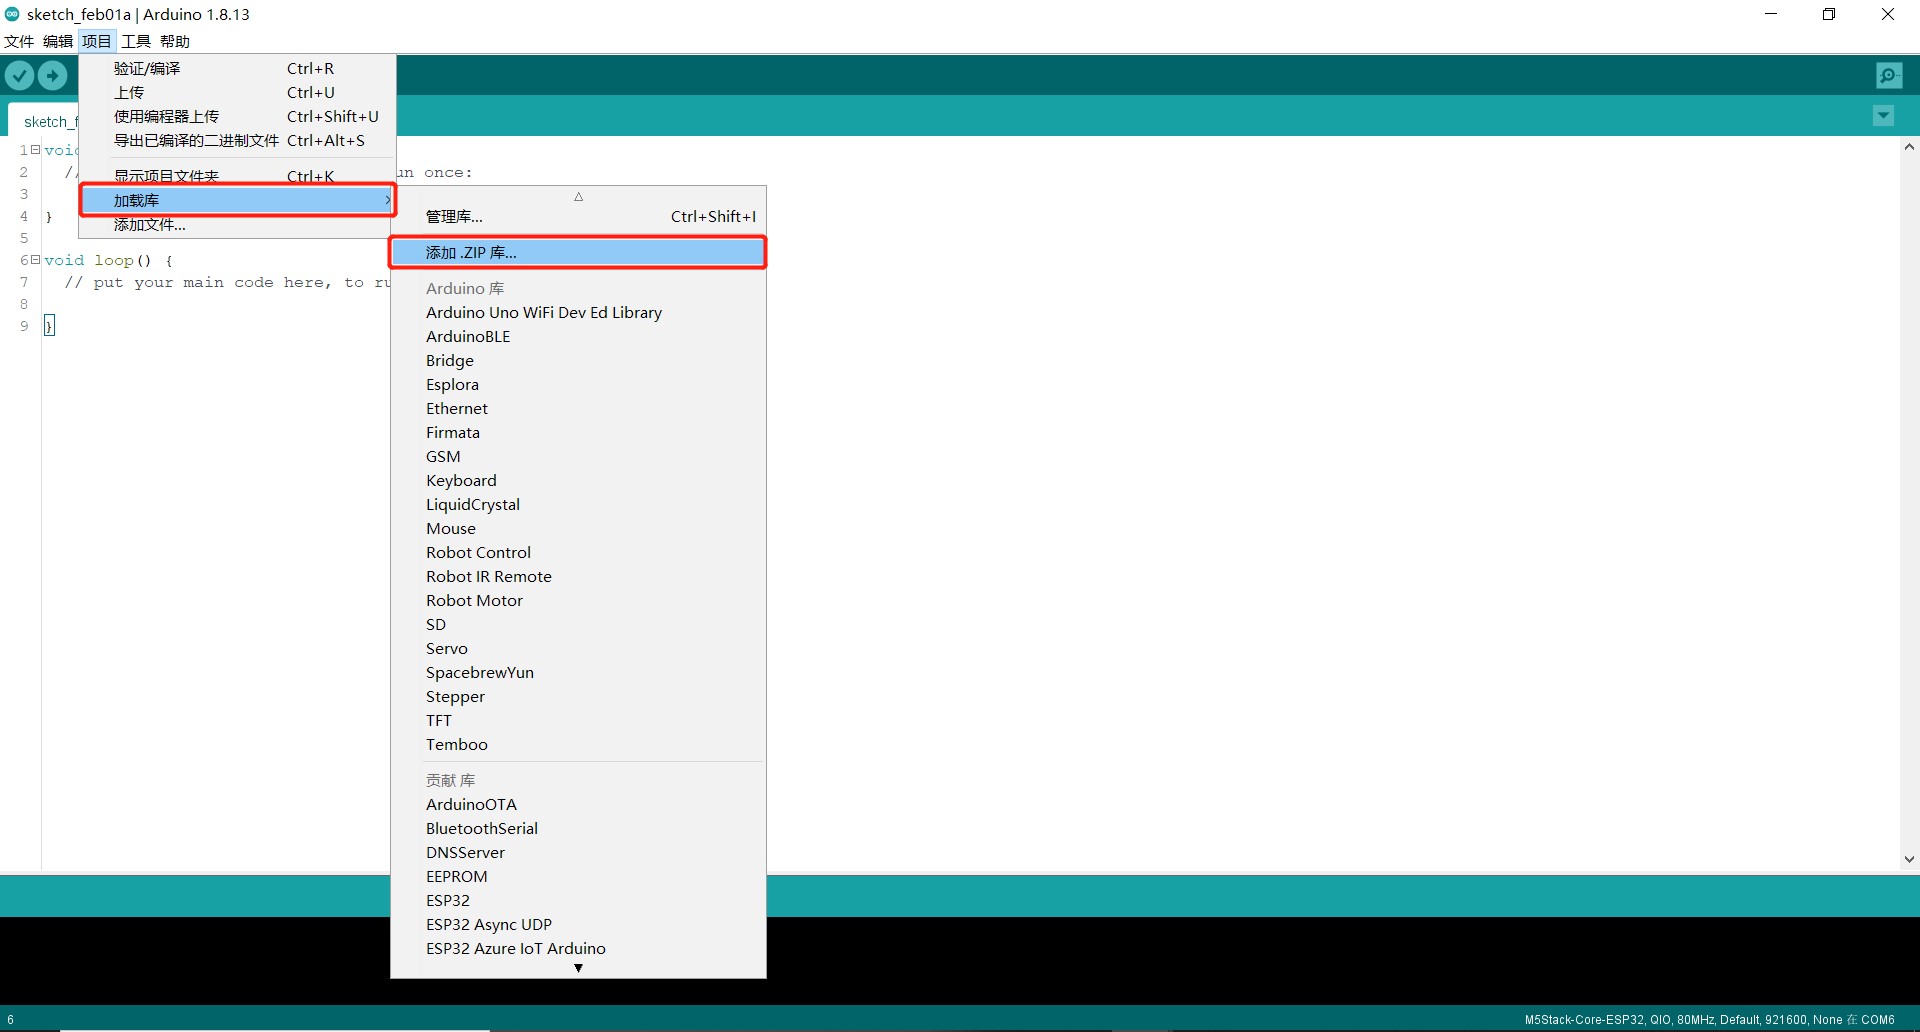 sketch_feb01a | Arduino 1.8.13
文件 编辑 项目 工具 帮助
验证/编译 Ctrl+R
上传 Ctrl+U
使用编程器上传 Ctrl+Shift+U
导出已编译的二进制文件 Ctrl+Alt+S
显示项目文件夹 Ctrl+K
加载库
添加文件...
管理库... Ctrl+Shift+I
添加 .ZIP 库...
Arduino 库
Arduino Uno WiFi Dev Ed Library
ArduinoBLE
Bridge
Esplora
Ethernet
Firmata
GSM
Keyboard
LiquidCrystal
Mouse
Robot Control
Robot IR Remote
Robot Motor
SD
Servo
SpacebrewYun
Stepper
TFT
Temboo
贡献 库
ArduinoOTA
BluetoothSerial
DNSServer
EEPROM
ESP32
ESP32 Async UDP
ESP32 Azure IoT Arduino
sketch_f
1 voi
2 // un once:
3
4 }
5
6 void loop() {
7 // put your main code here, to ru
8
9 }
6
M5Stack-Core-ESP32, QIO, 80MHz, Default, 921600, None 在 COM6